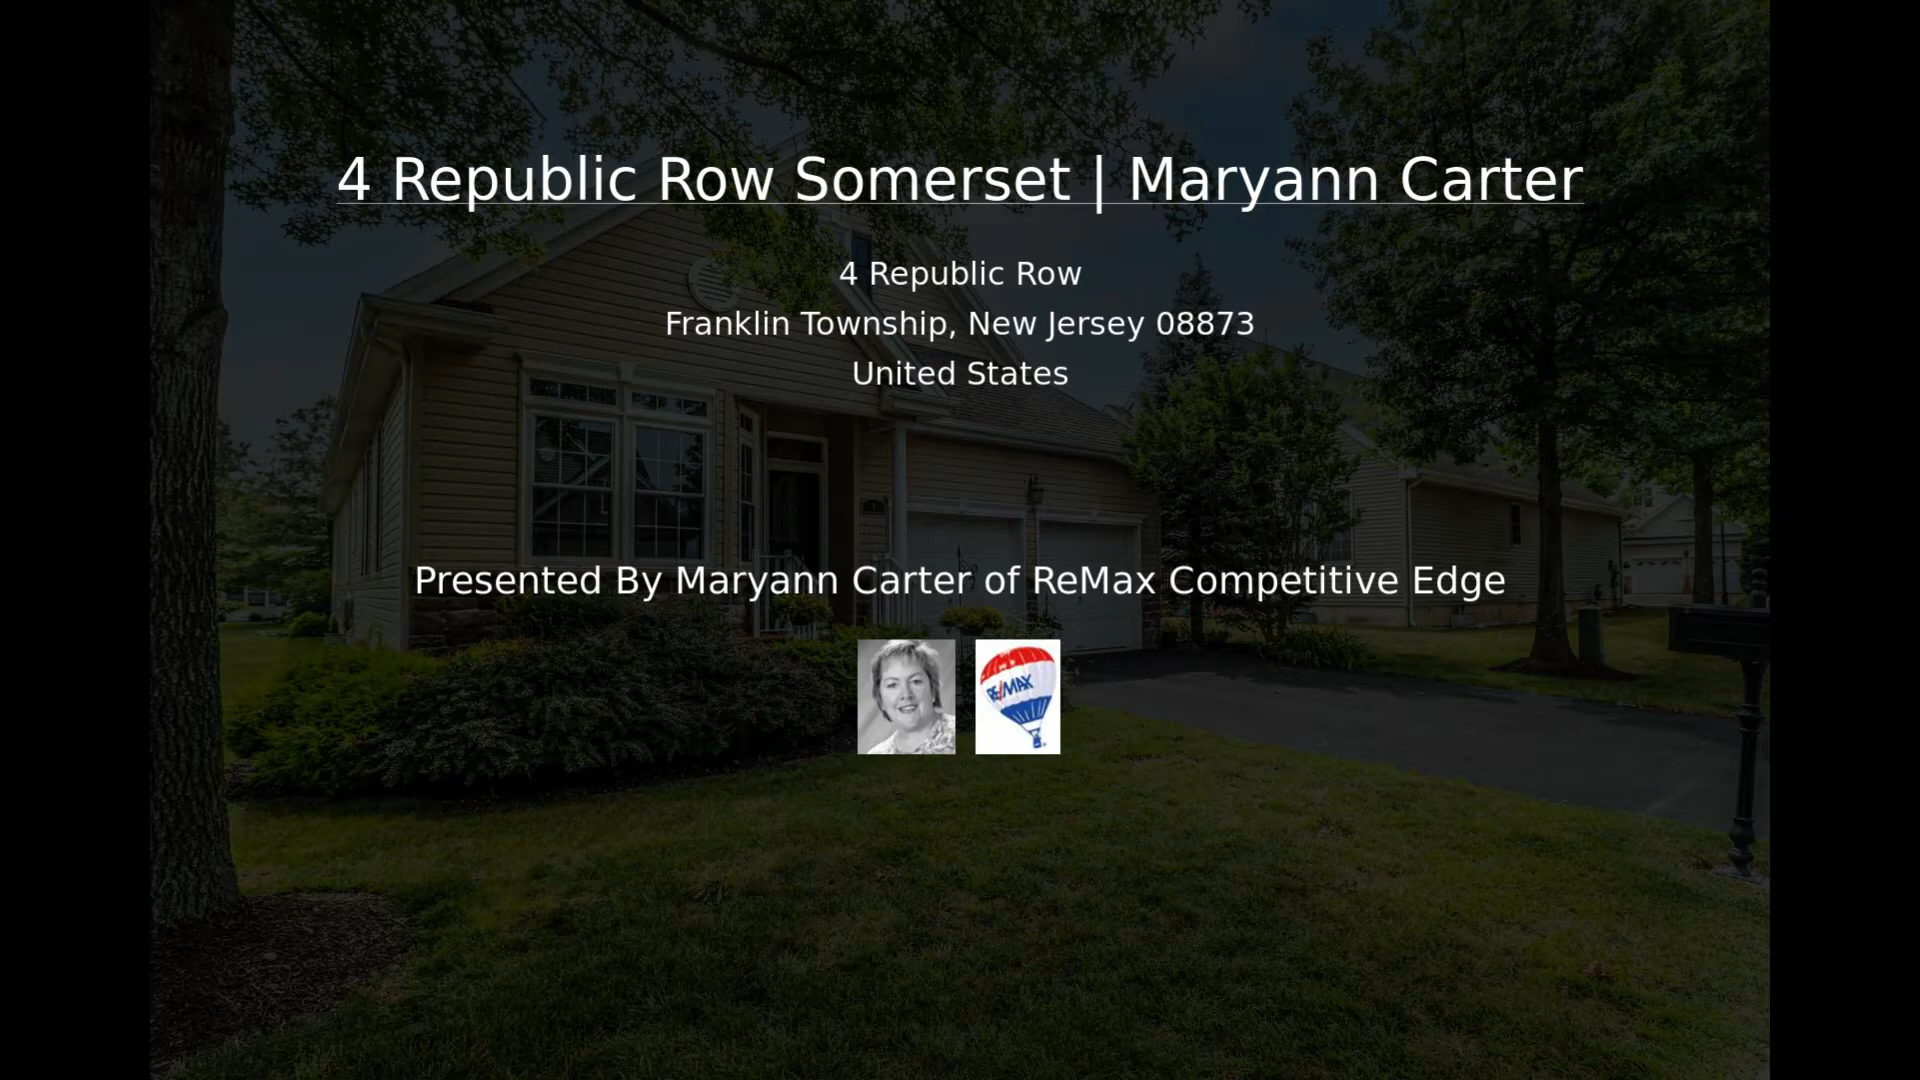 4 Republic Row Somerset | Maryann Carter
4 Republic Row
Franklin Township, New Jersey 08873
United States
Presented By Maryann Carter of ReMax Competitive Edge
RE/MAX